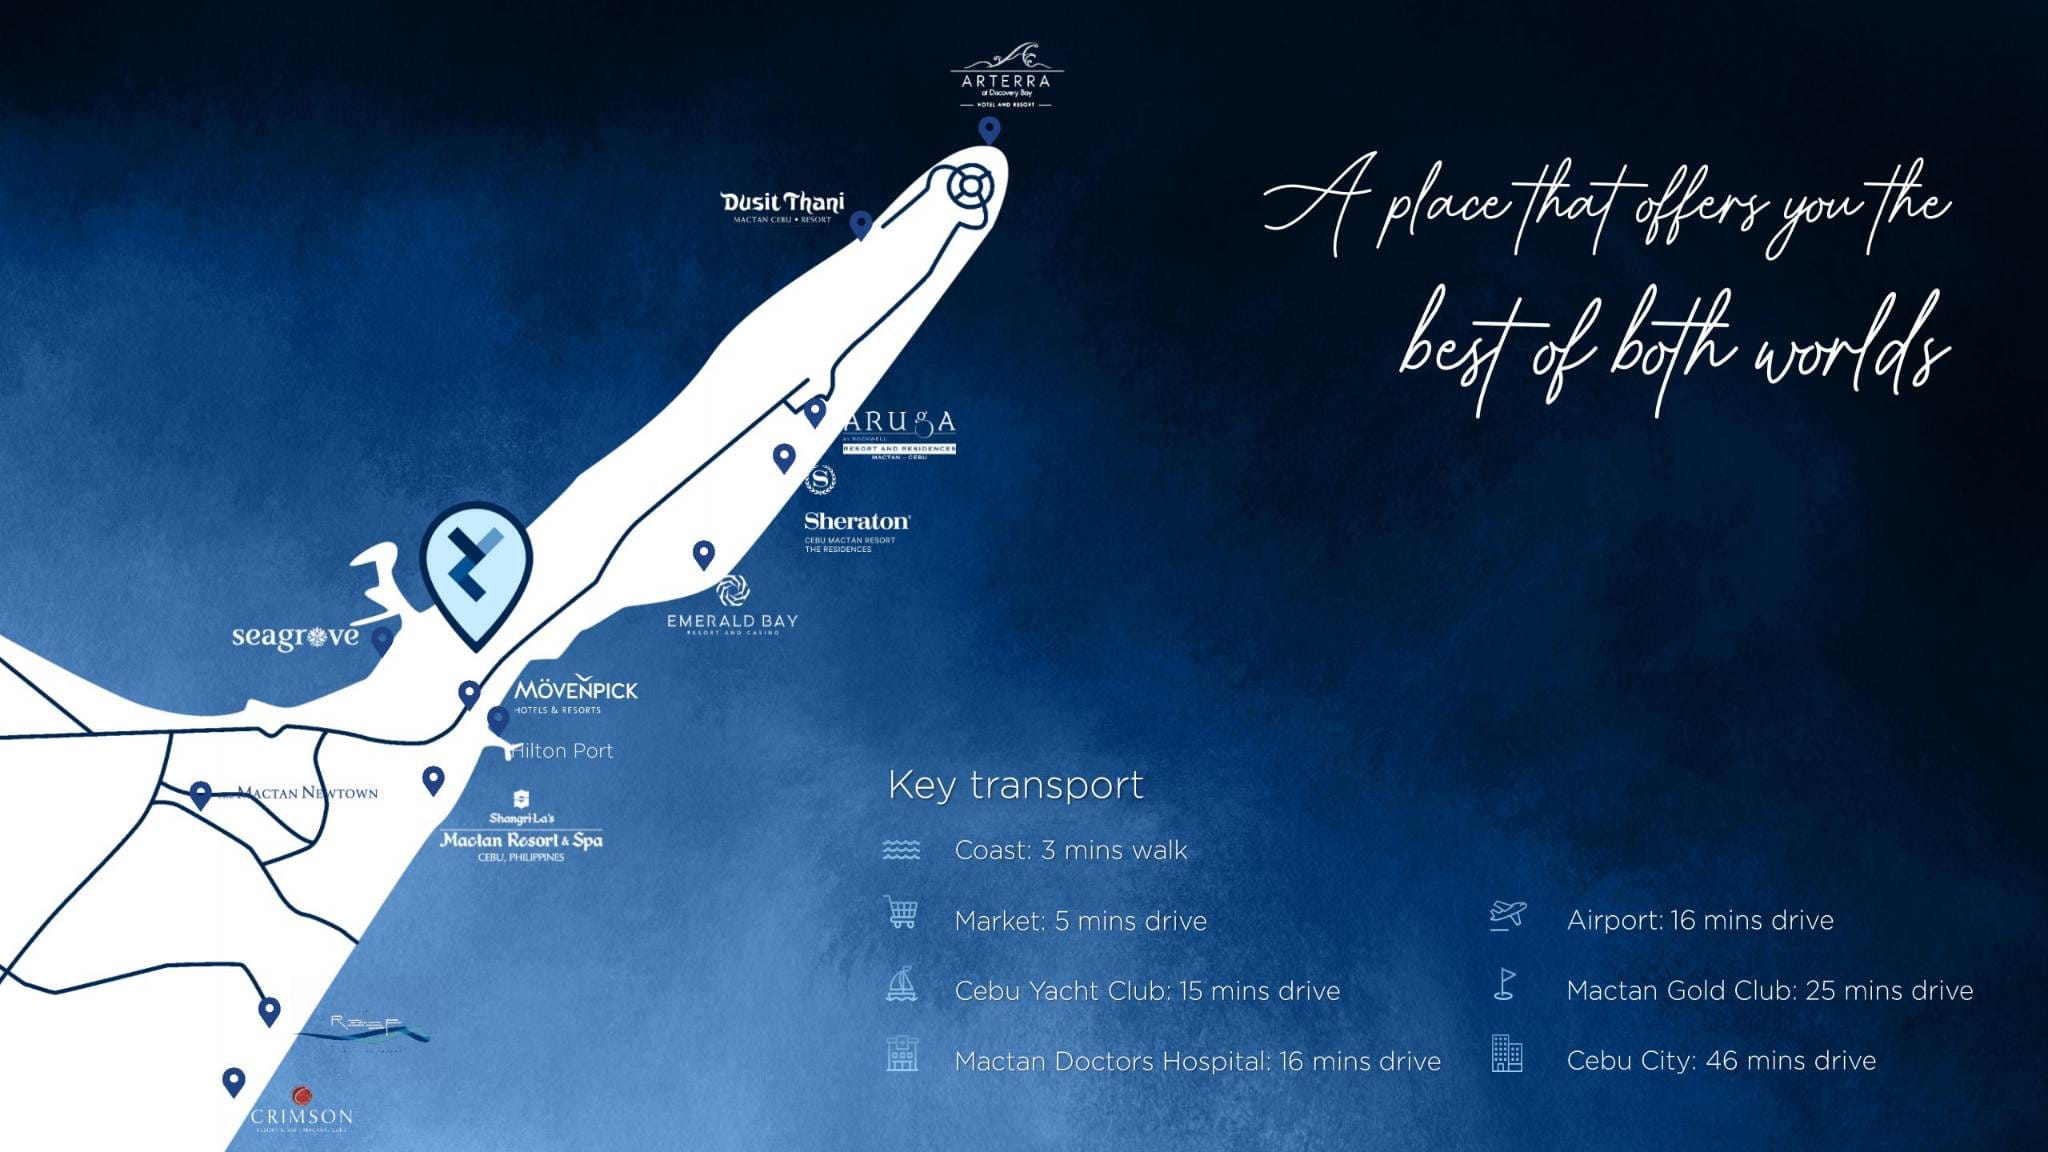 ARTERRA
at Discovery Bay
HOTEL AND RESORT
A place that offers you the
best of both worlds
Dusit Thani
MACTAN CEBU • RESORT
ARUgA
BY ROCKWELL
RESORT AND RESIDENCES
MACTAN - CEBU
S
Sheraton
CEBU MACTAN RESORT
THE RESIDENCES
EMERALD BAY
RESORT AND CASINO
seagrove
MÖVENPICK
HOTELS & RESORTS
Hilton Port
MACTAN NEWTOWN
Shangri-La's
Mactan Resort & Spa
CEBU, PHILIPPINES
Reef
CRIMSON
Key transport
Coast: 3 mins walk
Market: 5 mins drive
Cebu Yacht Club: 15 mins drive
Mactan Doctors Hospital: 16 mins drive
Airport: 16 mins drive
Mactan Gold Club: 25 mins drive
Cebu City: 46 mins drive